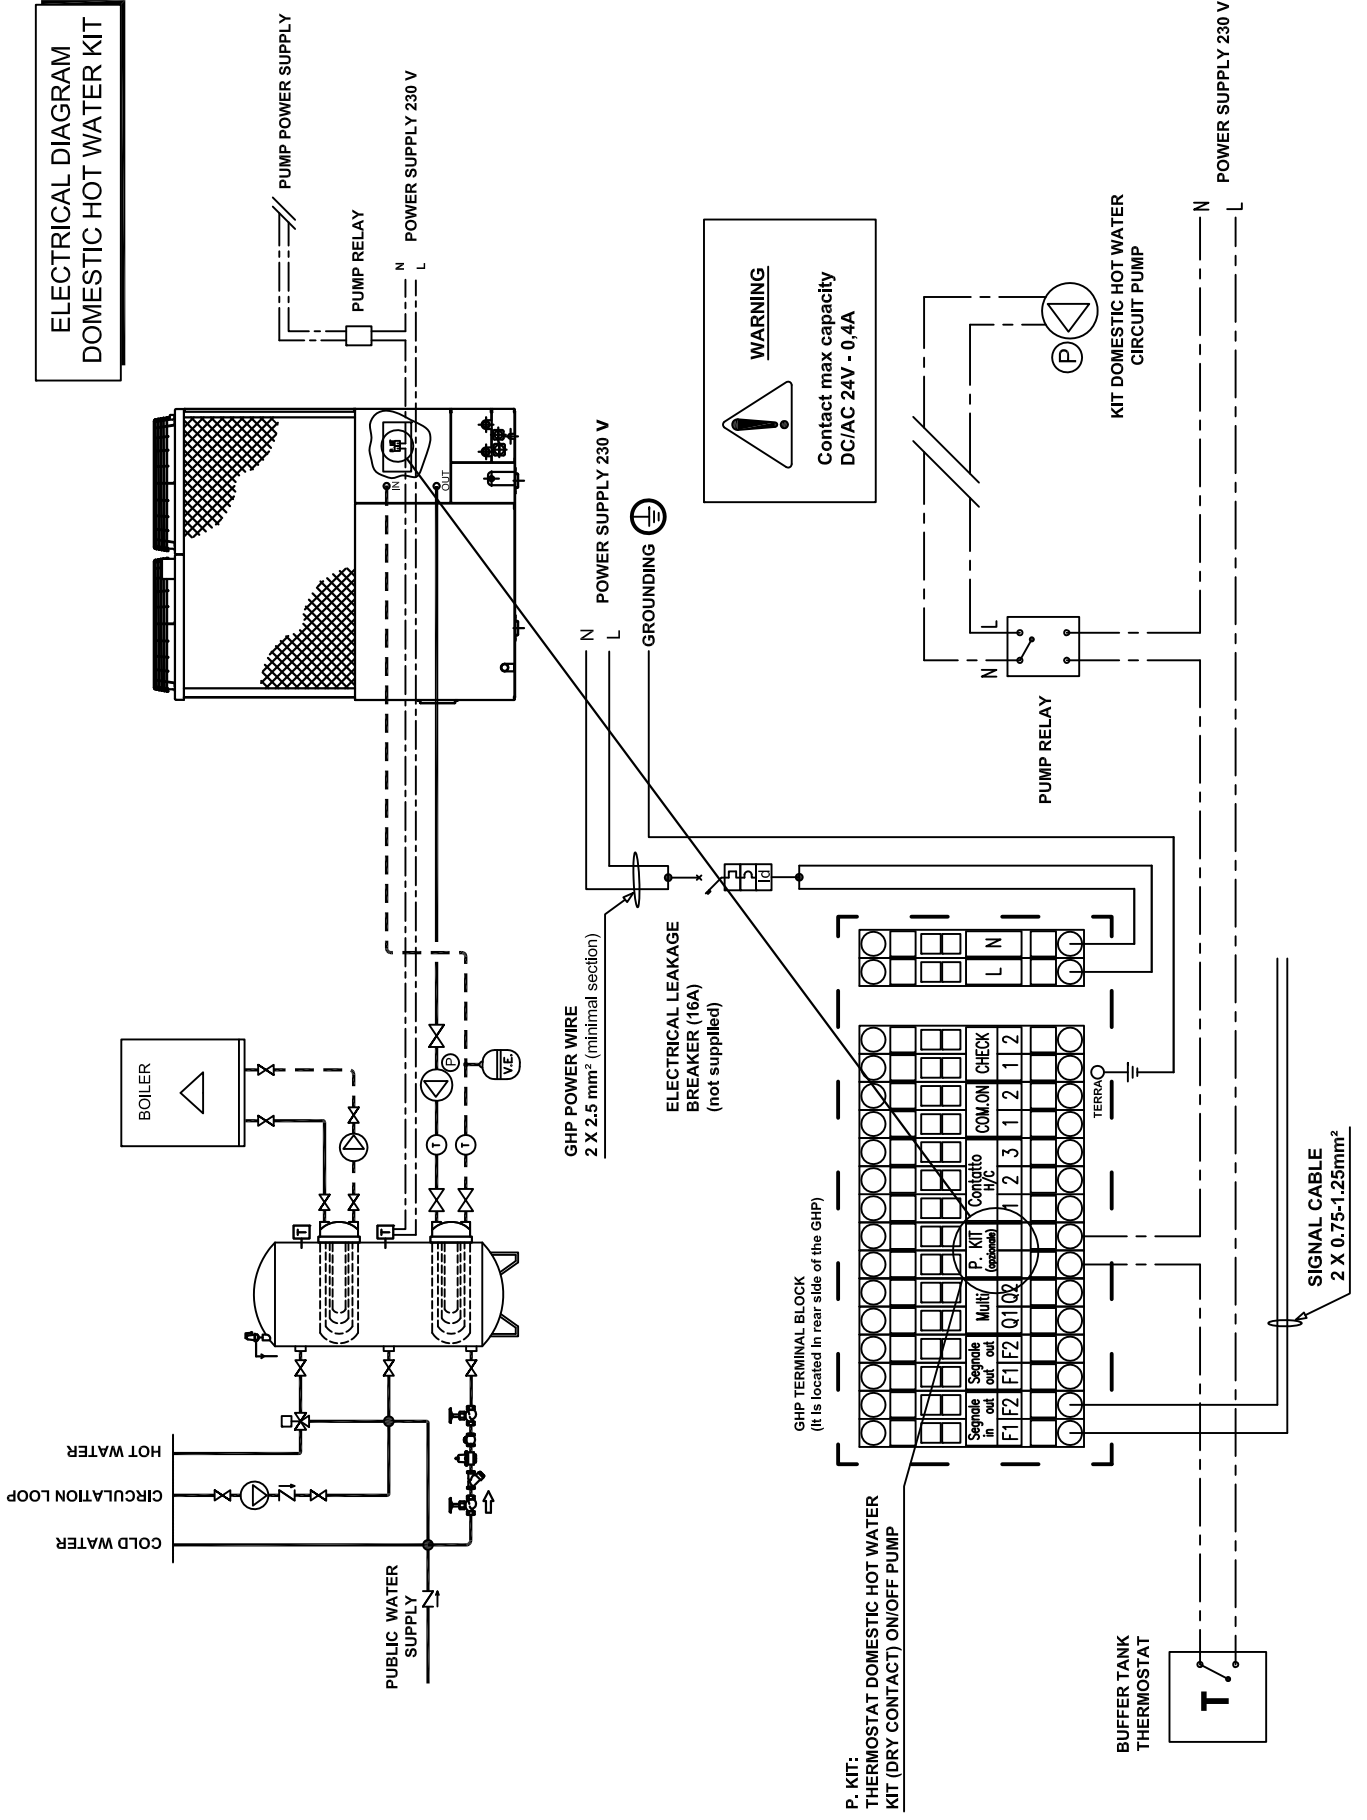 ELECTRICAL DIAGRAM
DOMESTIC HOT WATER KIT
PUMP POWER SUPPLY
PUMP RELAY
POWER SUPPLY 230 V
N
L
IN
OUT
BOILER
T
T
T
T
P
V.E.
HOT WATER
CIRCULATION LOOP
COLD WATER
PUBLIC WATER
SUPPLY
GHP POWER WIRE
2 X 2.5 mm² (minimal section)
N
L
POWER SUPPLY 230 V
GROUNDING
ELECTRICAL LEAKAGE
BREAKER (16A)
(not supplied)
Id
WARNING
Contact max capacity
DC/AC 24V - 0,4A
GHP TERMINAL BLOCK
(It is located in rear side of the GHP)
Segnale
in out
F1 F2
Segnale
out out
F1 F2
Multi
Q1 Q2
P. KIT
(opzionale)
Contatto
H/C
1 2 3
COM.ON
1 2
CHECK
1 2
L N
TERRA
P. KIT:
THERMOSTAT DOMESTIC HOT WATER
KIT (DRY CONTACT) ON/OFF PUMP
PUMP RELAY
N L
P
KIT DOMESTIC HOT WATER
CIRCUIT PUMP
N
L
POWER SUPPLY 230 V
SIGNAL CABLE
2 X 0.75-1.25mm²
BUFFER TANK
THERMOSTAT
T